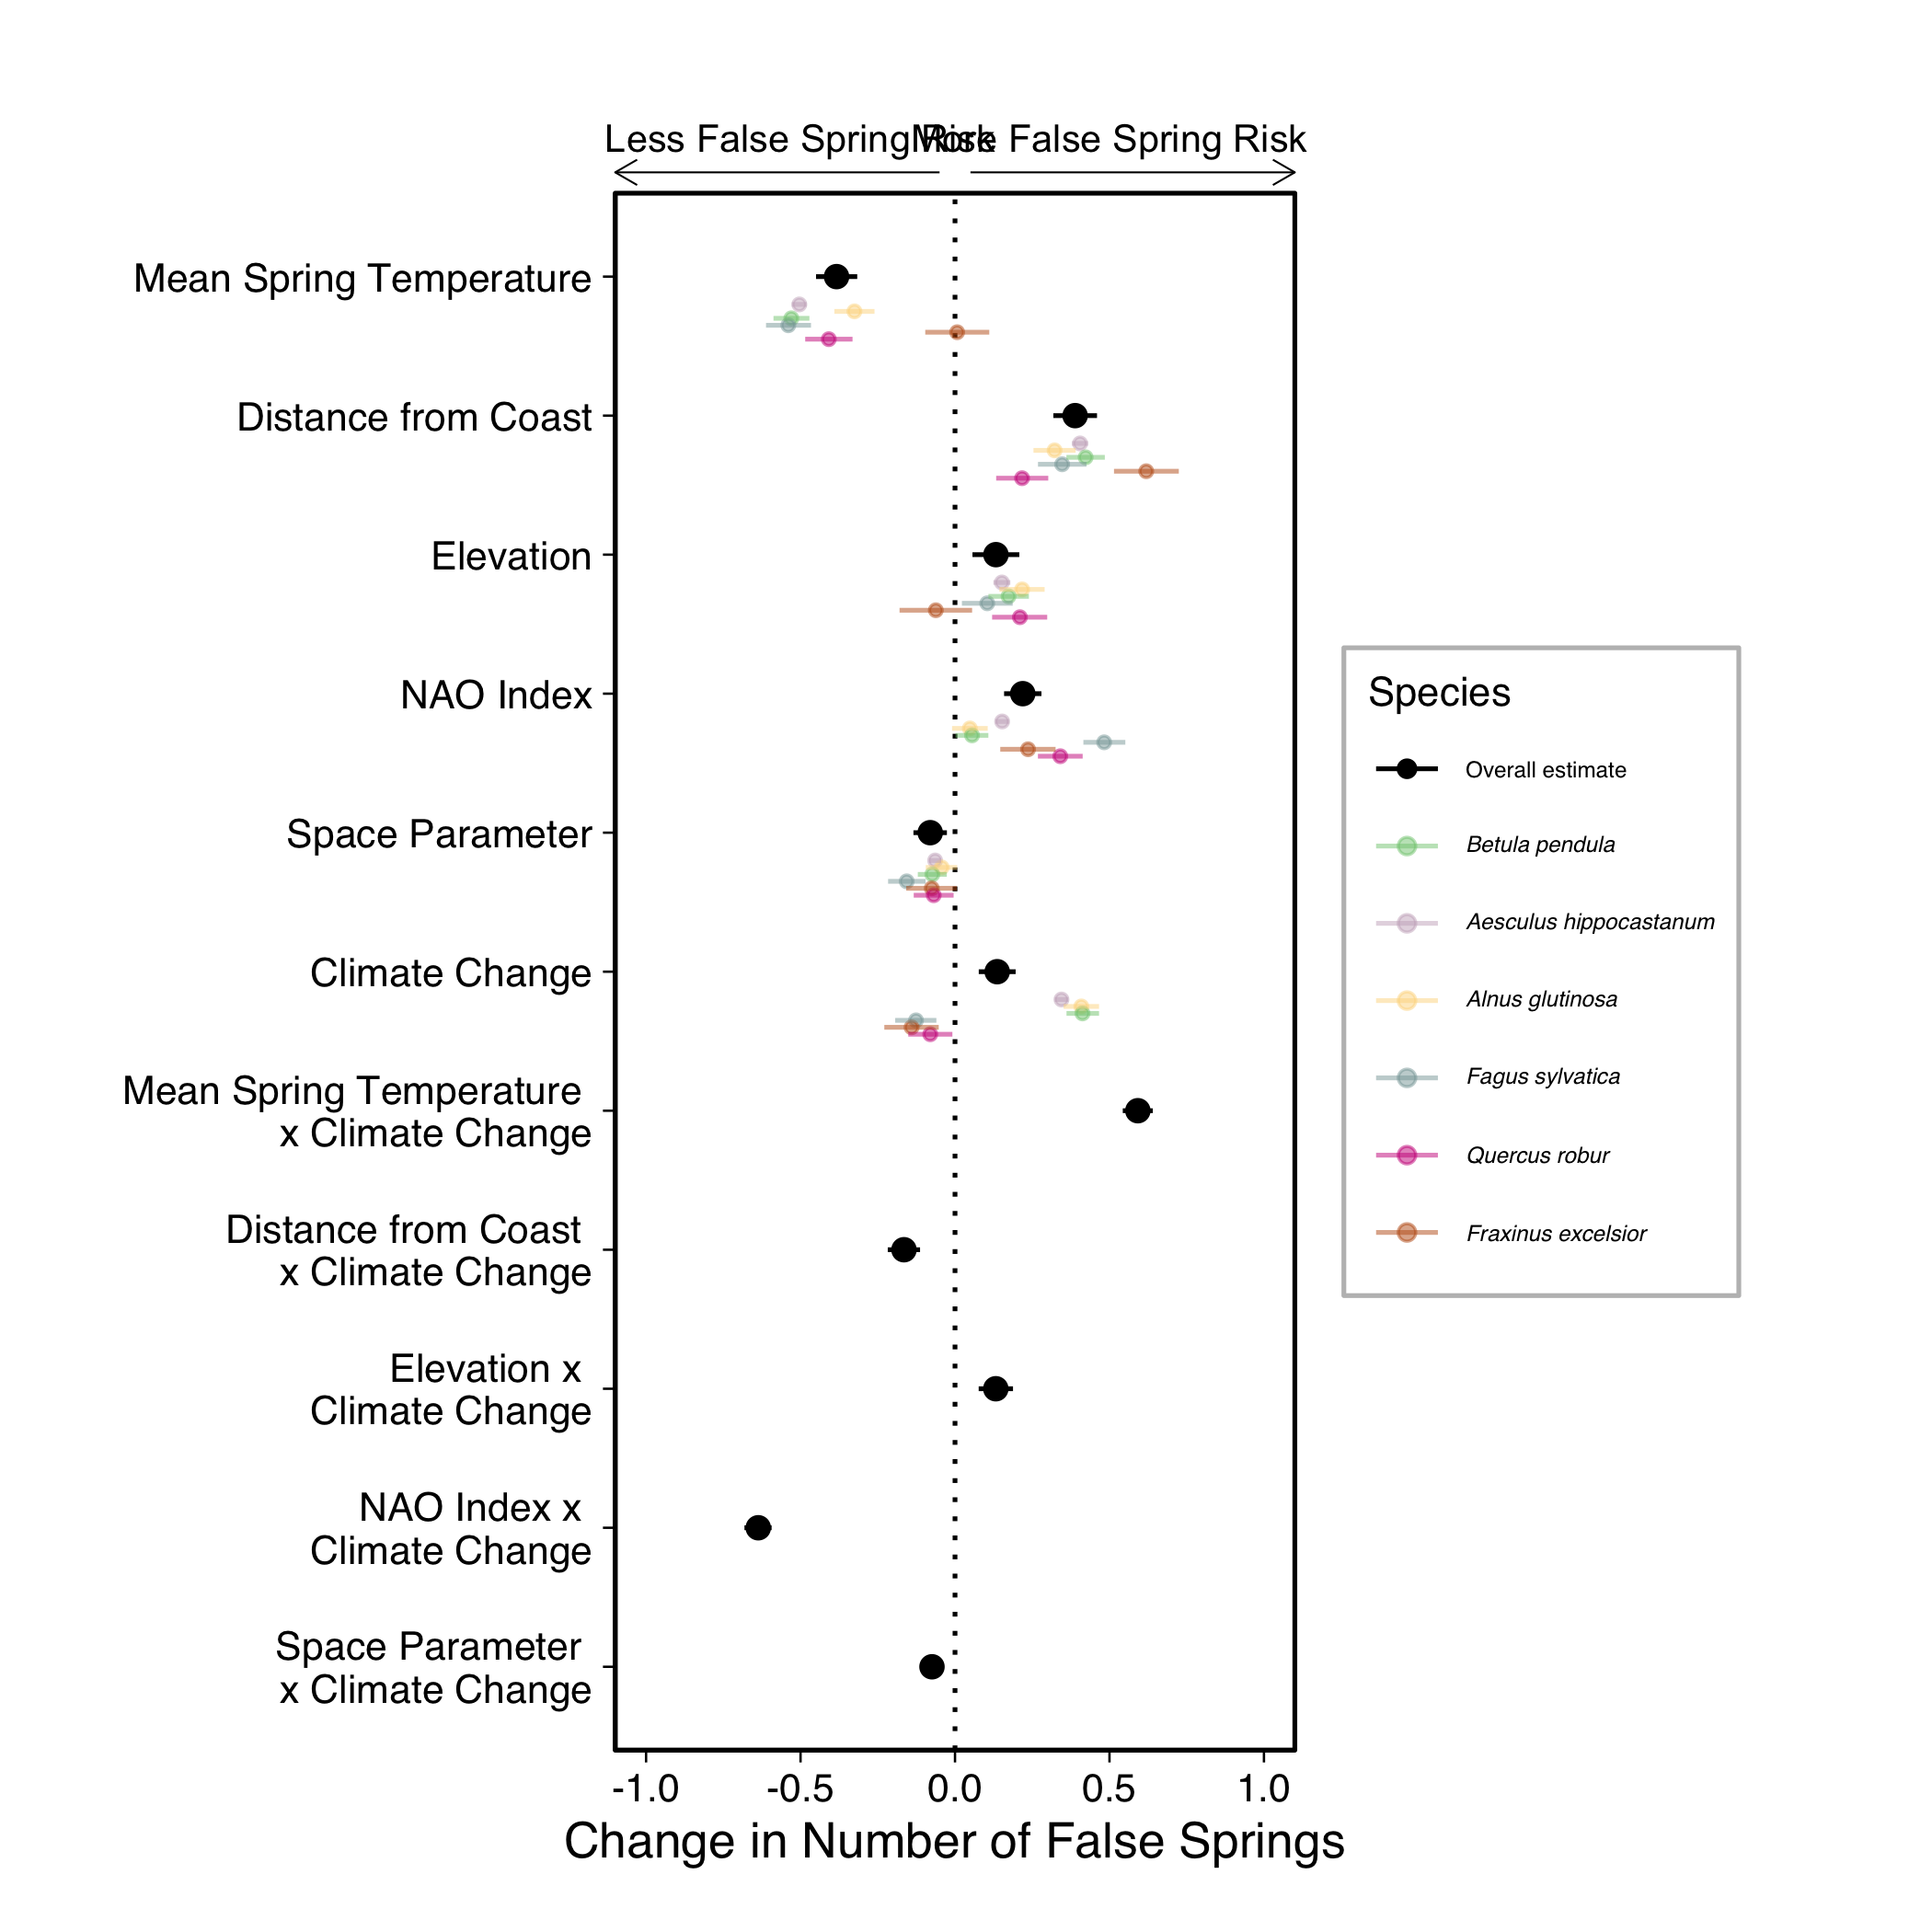 Less False Spring Risk
More False Spring Risk
Mean Spring Temperature
Distance from Coast
Elevation
NAO Index
Space Parameter
Climate Change
Mean Spring Temperature
x Climate Change
Distance from Coast
x Climate Change
Elevation x
Climate Change
NAO Index x
Climate Change
Space Parameter
x Climate Change
-1.0 -0.5 0.0 0.5 1.0
Change in Number of False Springs
Species
Overall estimate
Betula pendula
Aesculus hippocastanum
Alnus glutinosa
Fagus sylvatica
Quercus robur
Fraxinus excelsior